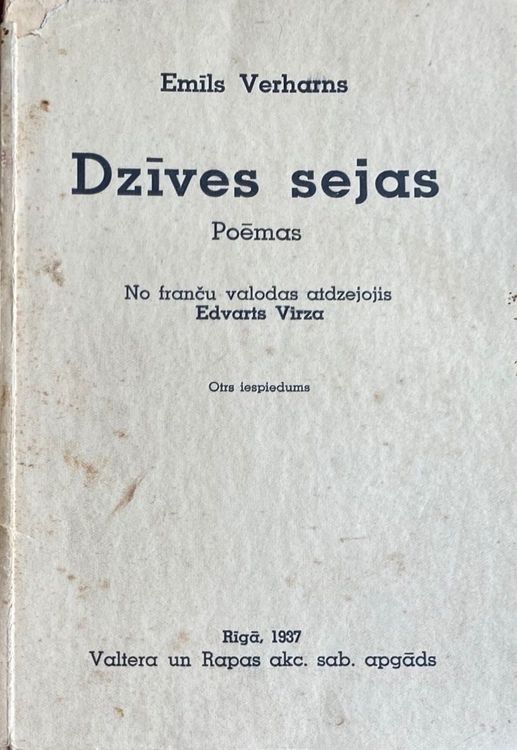 Emīls Verharns
Dzīves sejas
Poēmas
No franču valodas atdzejojis
Edvarts Virza
Otrs iespiedums
Rīgā, 1937
Valtera un Rapas akc. sab. apgāds